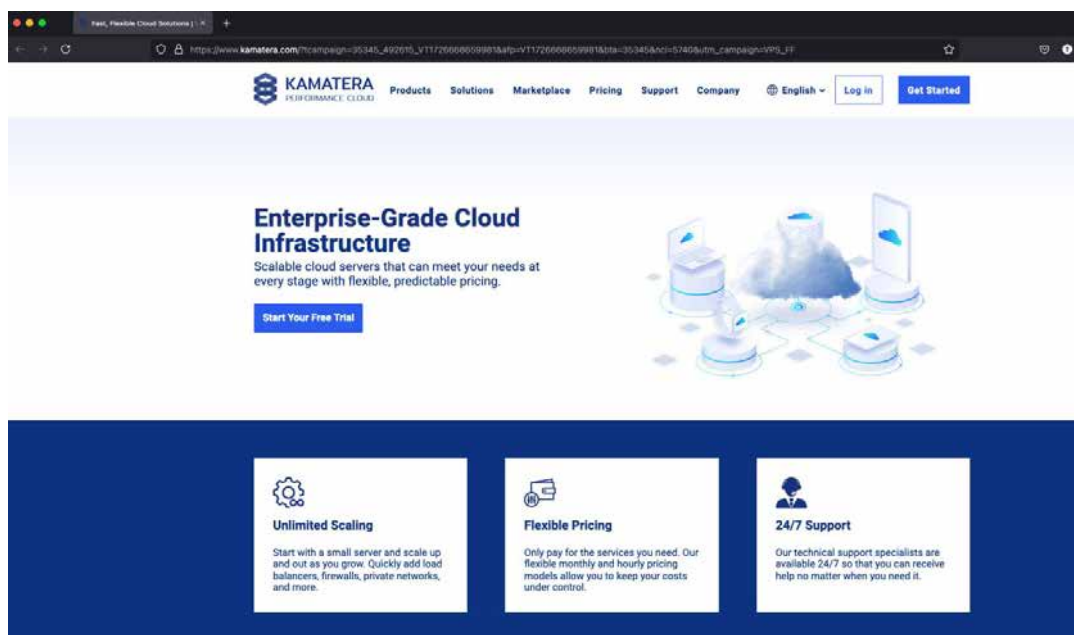 Fast, Flexible Cloud Solutions |
https://www.kamatera.com/
KAMATERA
PERFORMANCE CLOUD
Products Solutions Marketplace Pricing Support Company English Log in Get Started
Enterprise-Grade Cloud
Infrastructure
Scalable cloud servers that can meet your needs at
every stage with flexible, predictable pricing.
Start Your Free Trial
Unlimited Scaling
Start with a small server and scale up
and out as you grow. Quickly add load
balancers, firewalls, private networks,
and more.
Flexible Pricing
Only pay for the services you need. Our
flexible monthly and hourly pricing
models allow you to keep your costs
under control.
24/7 Support
Our technical support specialists are
available 24/7 so that you can receive
help no matter when you need it.